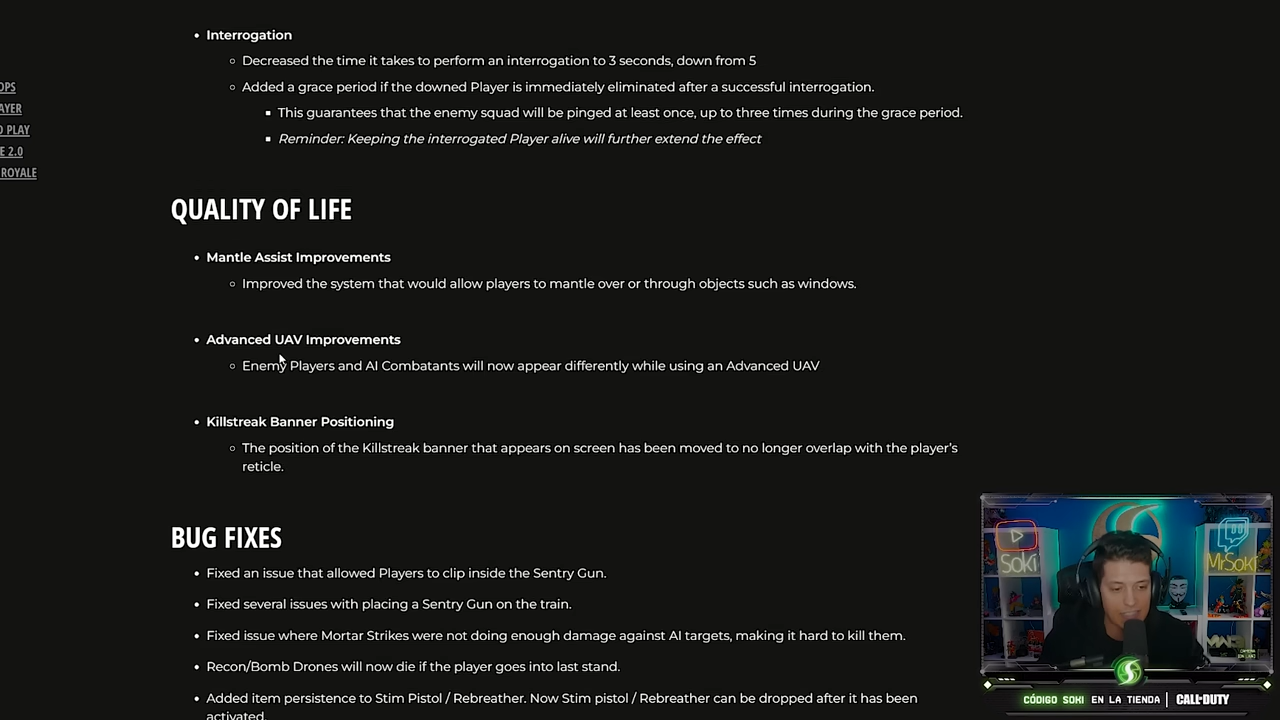 Interrogation
Decreased the time it takes to perform an interrogation to 3 seconds, down from 5
Added a grace period if the downed Player is immediately eliminated after a successful interrogation.
This guarantees that the enemy squad will be pinged at least once, up to three times during the grace period.
Reminder: Keeping the interrogated Player alive will further extend the effect
OPS
AYER
O PLAY
E 2.0
ROYALE
QUALITY OF LIFE
Mantle Assist Improvements
Improved the system that would allow players to mantle over or through objects such as windows.
Advanced UAV Improvements
Enemy Players and AI Combatants will now appear differently while using an Advanced UAV
Killstreak Banner Positioning
The position of the Killstreak banner that appears on screen has been moved to no longer overlap with the player's
reticle.
BUG FIXES
Fixed an issue that allowed Players to clip inside the Sentry Gun.
Fixed several issues with placing a Sentry Gun on the train.
Fixed issue where Mortar Strikes were not doing enough damage against AI targets, making it hard to kill them.
Recon/Bomb Drones will now die if the player goes into last stand.
Added item persistence to Stim Pistol / Rebreather. Now Stim pistol / Rebreather can be dropped after it has been
activated.
Soki
MrSoki
CÓDIGO SOKI EN LA TIENDA | CALL OF DUTY